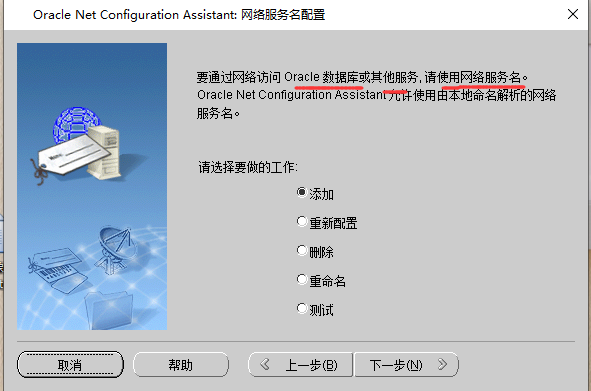 Oracle Net Configuration Assistant: 网络服务名配置
要通过网络访问 Oracle 数据库或其他服务, 请使用网络服务名。
Oracle Net Configuration Assistant 允许使用由本地命名解析的网络
服务名。
请选择要做的工作:
添加
重新配置
删除
重命名
测试
取消
帮助
上一步(B)
下一步(N)